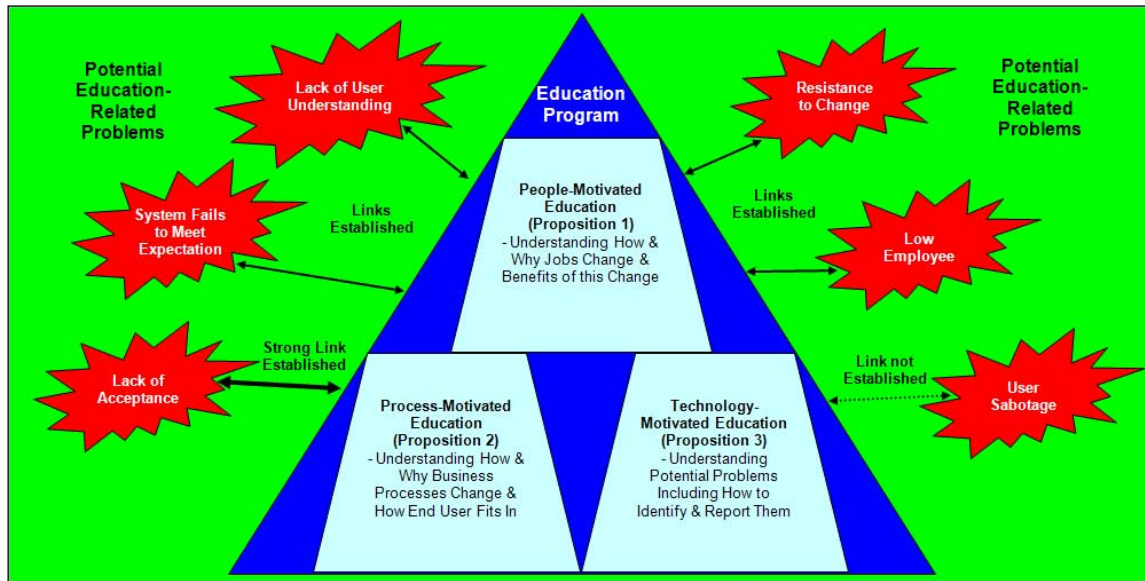 Potential
Education-
Related
Problems
Lack of User
Understanding
Education
Program
Resistance
to Change
Potential
Education-
Related
Problems
System Fails
to Meet
Expectation
Links
Established
People-Motivated
Education
(Proposition 1)
- Understanding How &
Why Jobs Change &
Benefits of this Change
Links
Established
Low
Employee
Lack of
Acceptance
Strong Link
Established
Process-Motivated
Education
(Proposition 2)
- Understanding How &
Why Business
Processes Change &
How End User Fits In
Technology-
Motivated Education
(Proposition 3)
- Understanding
Potential Problems
Including How to
Identify & Report Them
Link not
Established
User
Sabotage